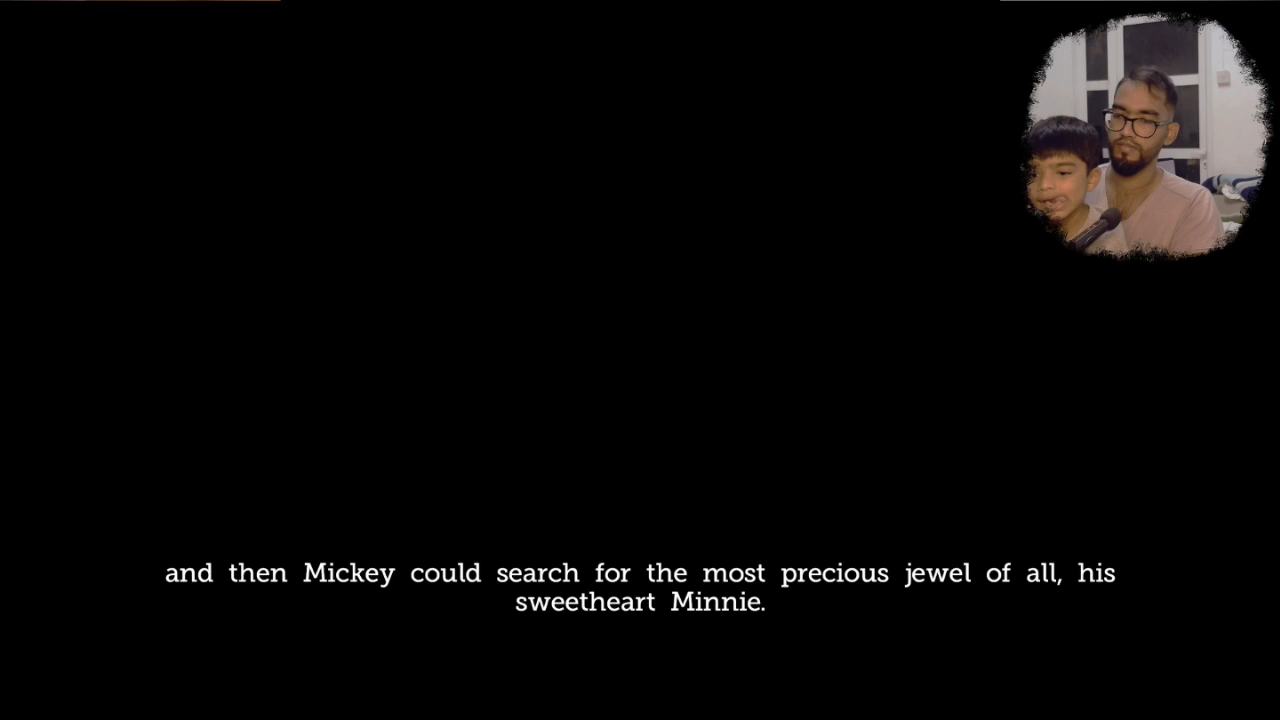 and then Mickey could search for the most precious jewel of all, his
sweetheart Minnie.